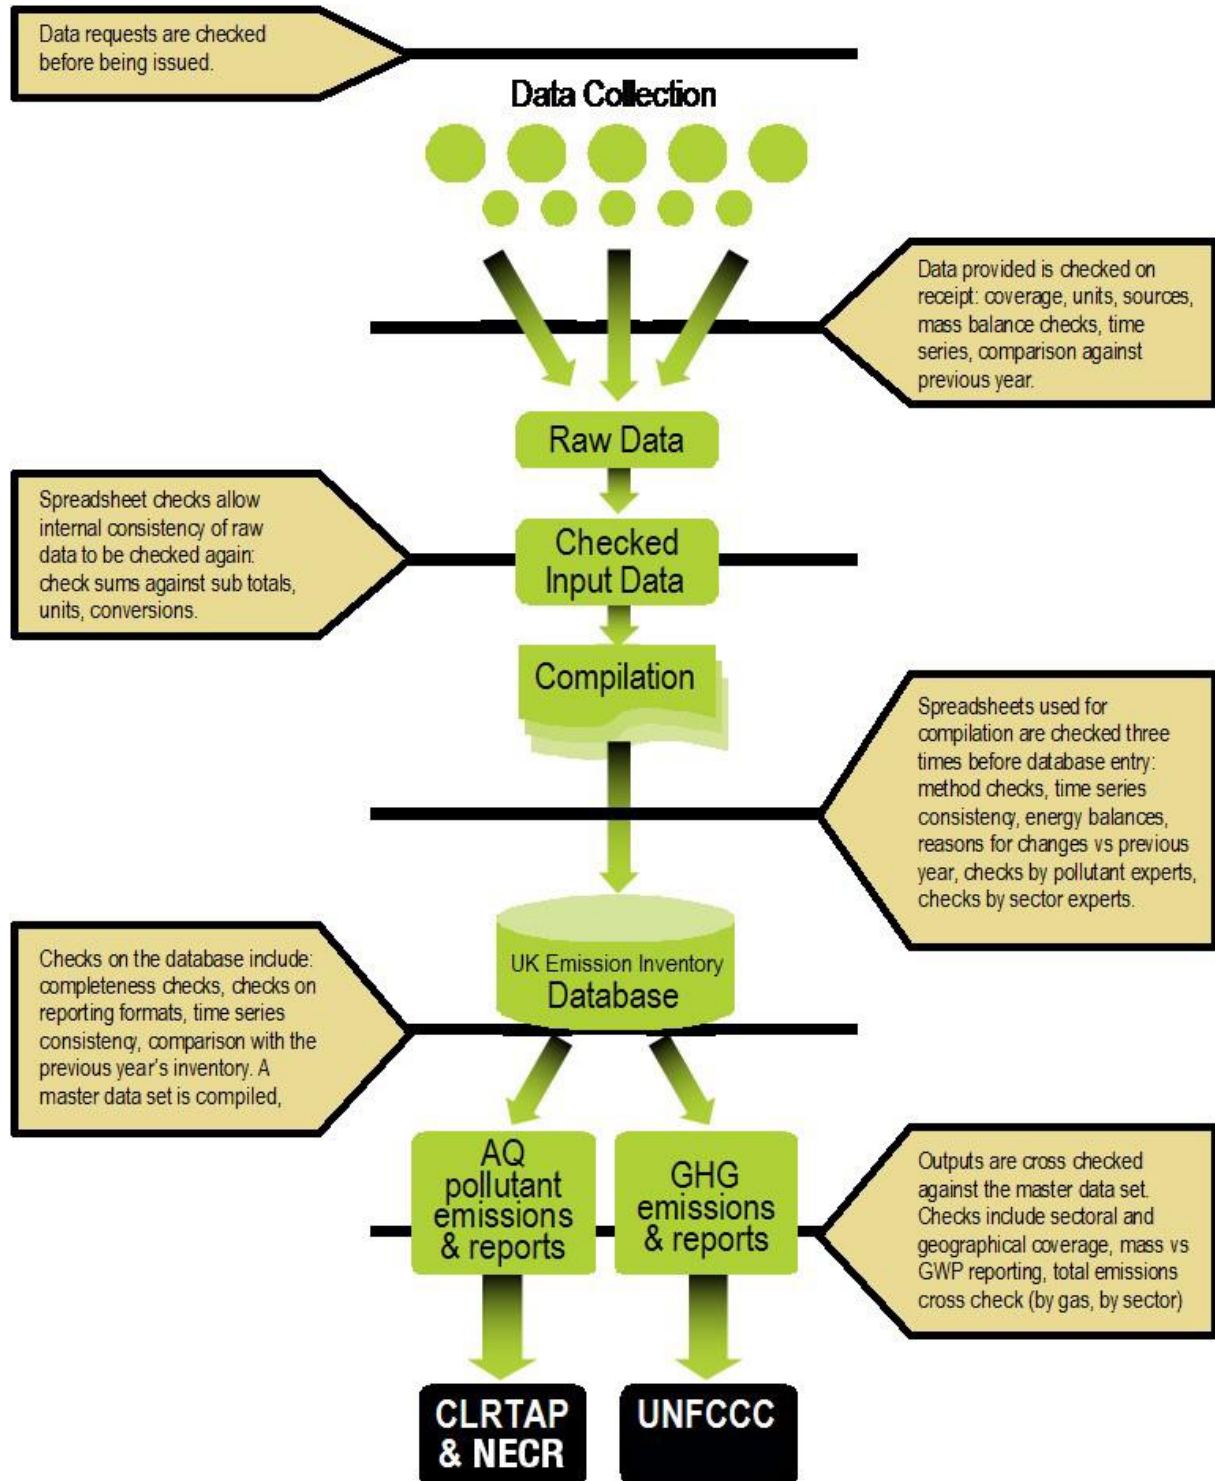 Data requests are checked
before being issued.
Data Collection
Data provided is checked on
receipt: coverage, units, sources,
mass balance checks, time
series, comparison against
previous year.
Raw Data
Spreadsheet checks allow
internal consistency of raw
data to be checked again:
check sums against sub totals,
units, conversions.
Checked
Input Data
Compilation
Spreadsheets used for
compilation are checked three
times before database entry:
method checks, time series
consistency, energy balances,
reasons for changes vs previous
year, checks by pollutant experts,
checks by sector experts.
UK Emission Inventory
Database
Checks on the database include:
completeness checks, checks on
reporting formats, time series
consistency, comparison with the
previous year's inventory. A
master data set is compiled,
AQ
pollutant
emissions
& reports
GHG
emissions
& reports
Outputs are cross checked
against the master data set.
Checks include sectoral and
geographical coverage, mass vs
GWP reporting, total emissions
cross check (by gas, by sector)
CLRTAP
& NECR
UNFCCC